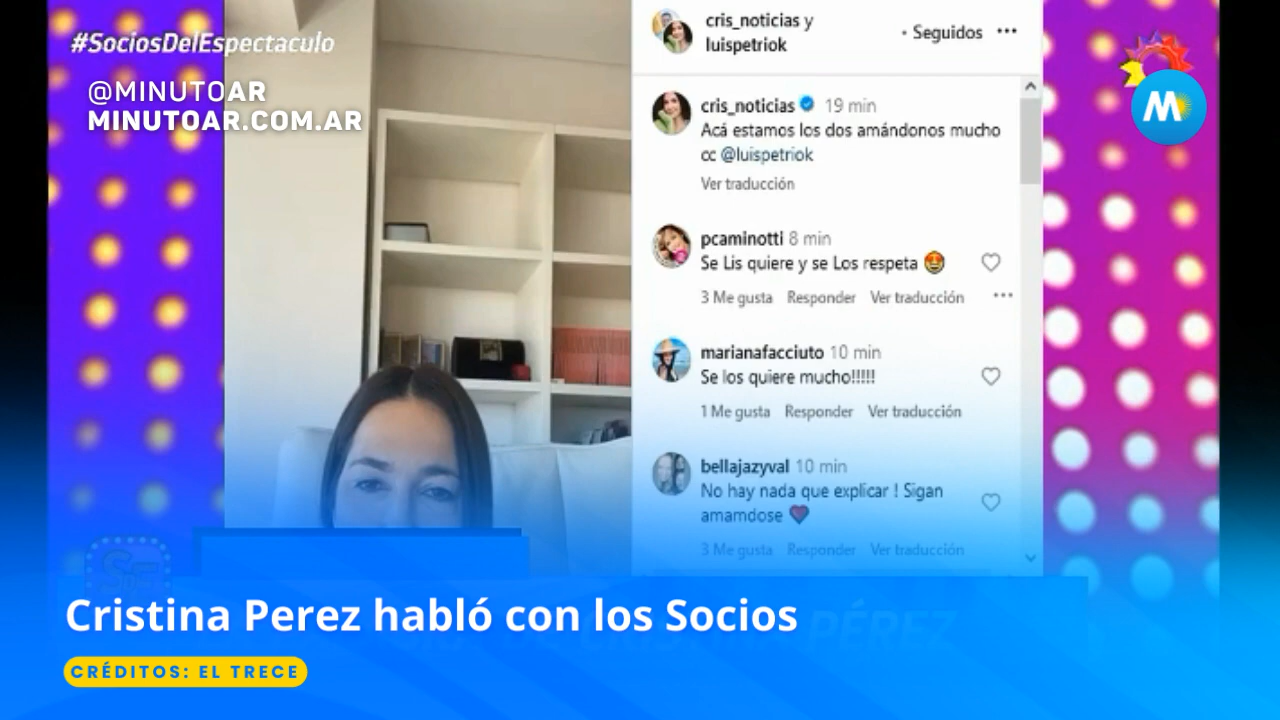 #SociosDelEspectaculo
@MINUTOAR
MINUTOAR.COM.AR
cris_noticias y
luispetriok
• Seguidos •••
M
cris_noticias 19 min
Acá estamos los dos amándonos mucho
cc @luispetriok
Ver traducción
pcaminotti 8 min
Se Lis quiere y se Los respeta 🤩
3 Me gusta Responder Ver traducción •••
marianafacciuto 10 min
Se los quiere mucho!!!!!
1 Me gusta Responder Ver traducción
bellajazyval 10 min
No hay nada que explicar ! Sigan
amamdose ❤️
3 Me gusta Responder Ver traducción
PÉREZ
Cristina Perez habló con los Socios
CRÉDITOS: EL TRECE